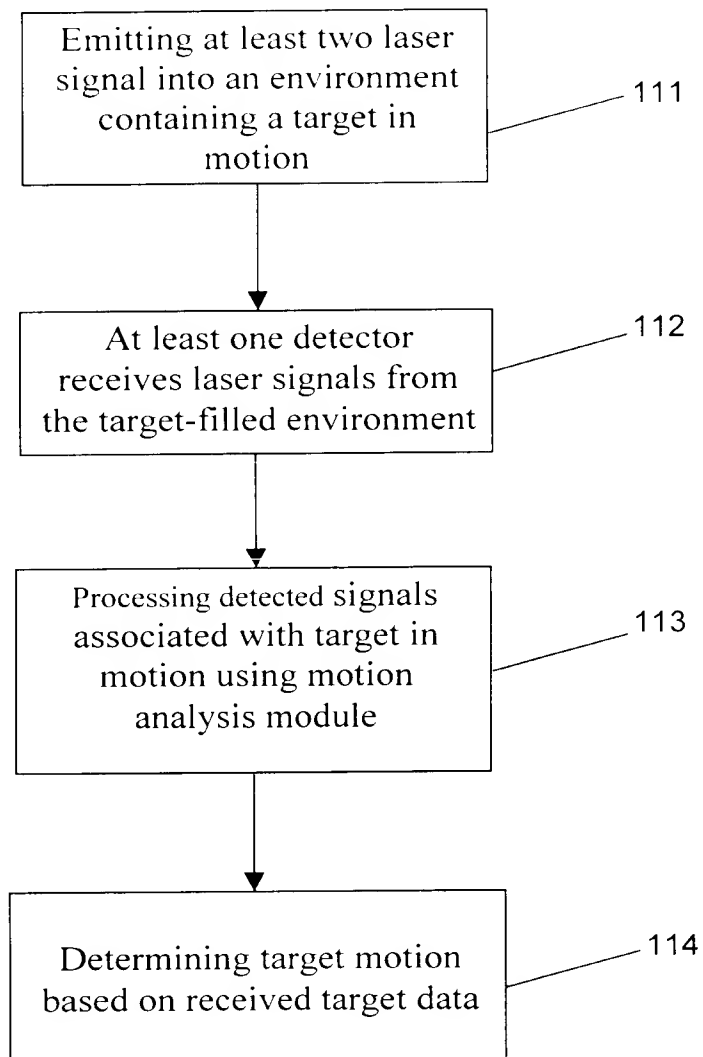 Emitting at least two laser
signal into an environment
containing a target in
motion
111
At least one detector
receives laser signals from
the target-filled environment
112
Processing detected signals
associated with target in
motion using motion
analysis module
113
Determining target motion
based on received target data
114